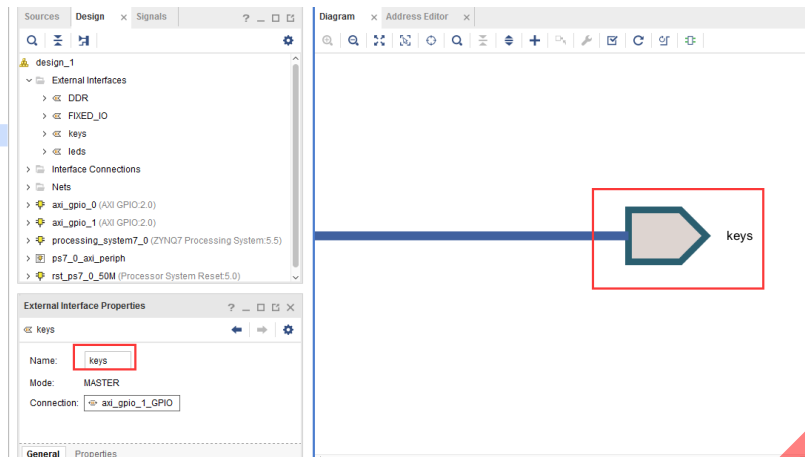 Sources Design × Signals ? _ □
Diagram × Address Editor ×
design_1
External Interfaces
DDR
FIXED_IO
keys
leds
Interface Connections
Nets
axi_gpio_0 (AXI GPIO:2.0)
axi_gpio_1 (AXI GPIO:2.0)
processing_system7_0 (ZYNQ7 Processing System:5.5)
ps7_0_axi_periph
rst_ps7_0_50M (Processor System Reset:5.0)
keys
External Interface Properties ? _ □ ×
keys
Name: keys
Mode: MASTER
Connection: axi_gpio_1_GPIO
General Properties